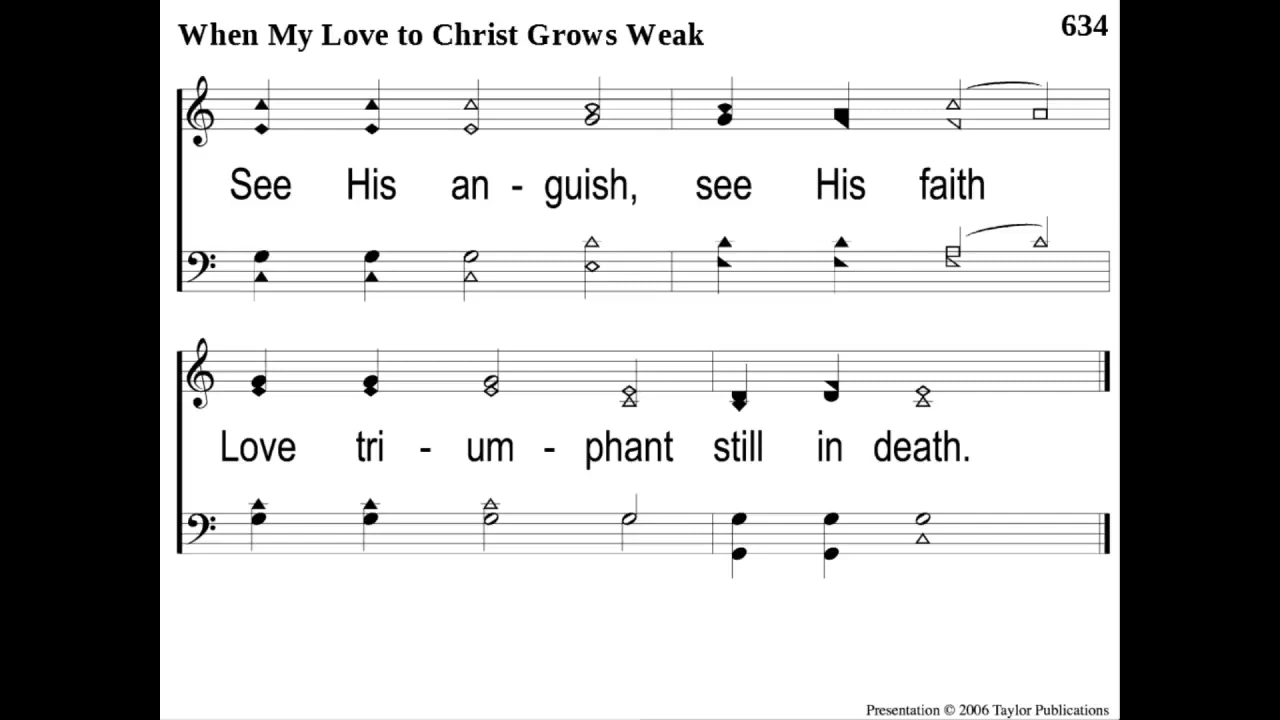 When My Love to Christ Grows Weak
634
See His an - guish, see His faith
Love tri - um - phant still in death.
Presentation © 2006 Taylor Publications